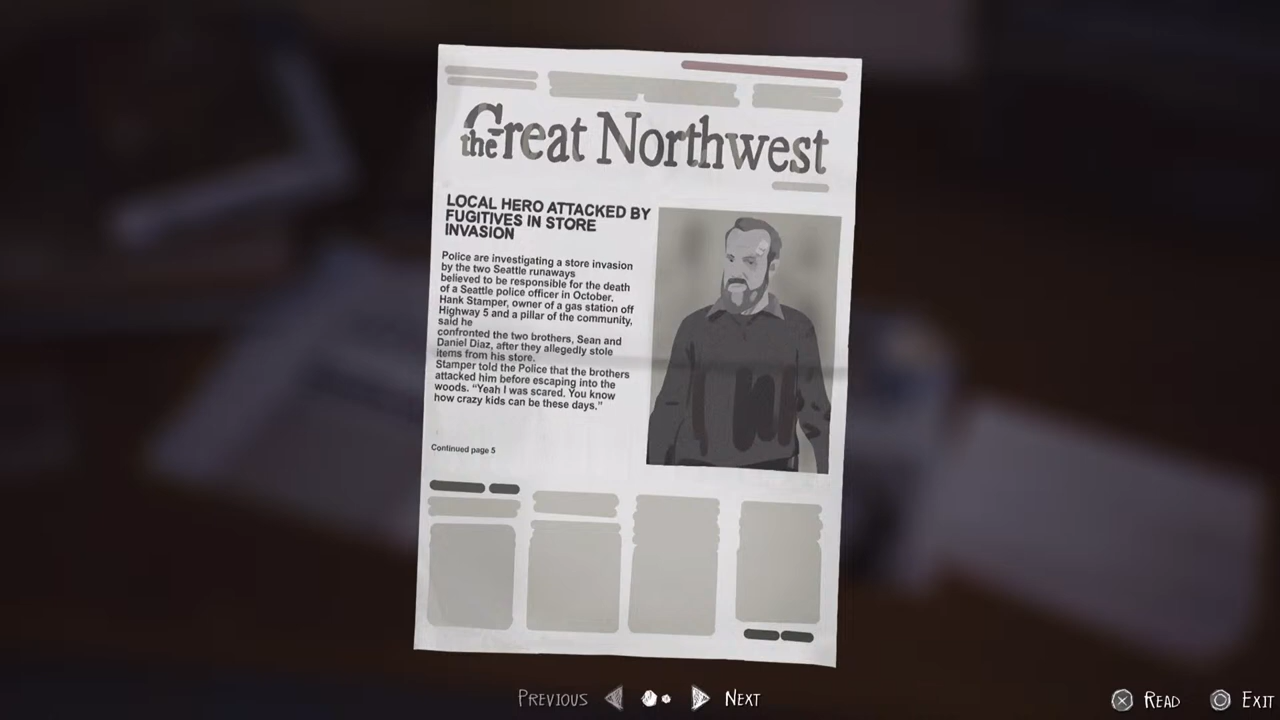 the Great Northwest
LOCAL HERO ATTACKED BY
FUGITIVES IN STORE
INVASION
Police are investigating a store invasion
by the two Seattle runaways
believed to be responsible for the death
of a Seattle police officer in October.
Hank Stamper, owner of a gas station off
Highway 5 and a pillar of the community,
said he
confronted the two brothers, Sean and
Daniel Diaz, after they allegedly stole
items from his store.
Stamper told the Police that the brothers
attacked him before escaping into the
woods. “Yeah I was scared. You know
how crazy kids can be these days.”
Continued page 5
PREVIOUS
NEXT
READ
EXIT